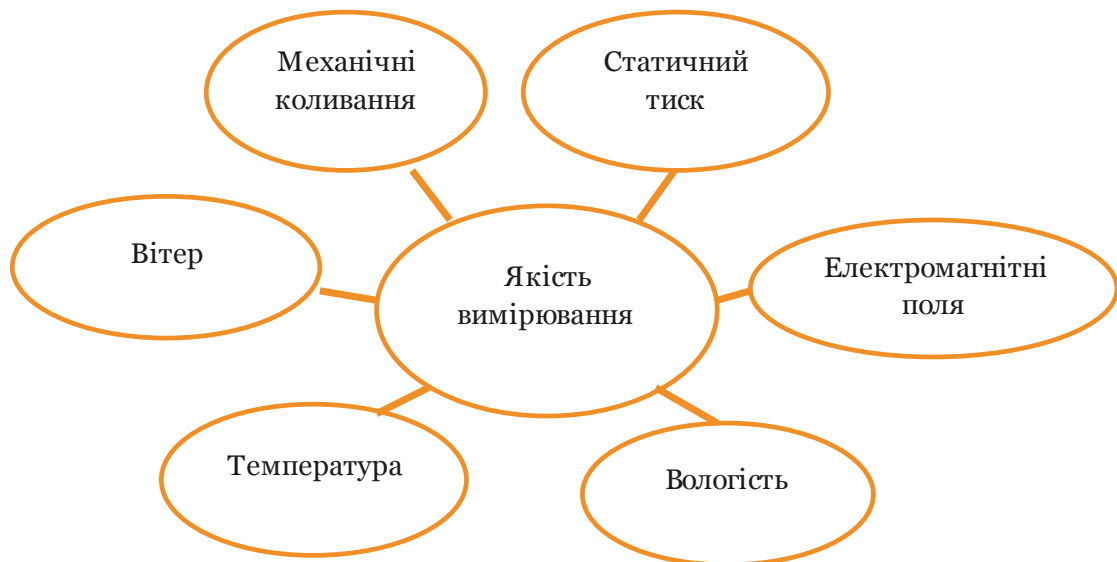 Механічні
коливання
Статичний
тиск
Вітер
Якість
вимірювання
Електромагнітні
поля
Температура
Вологість